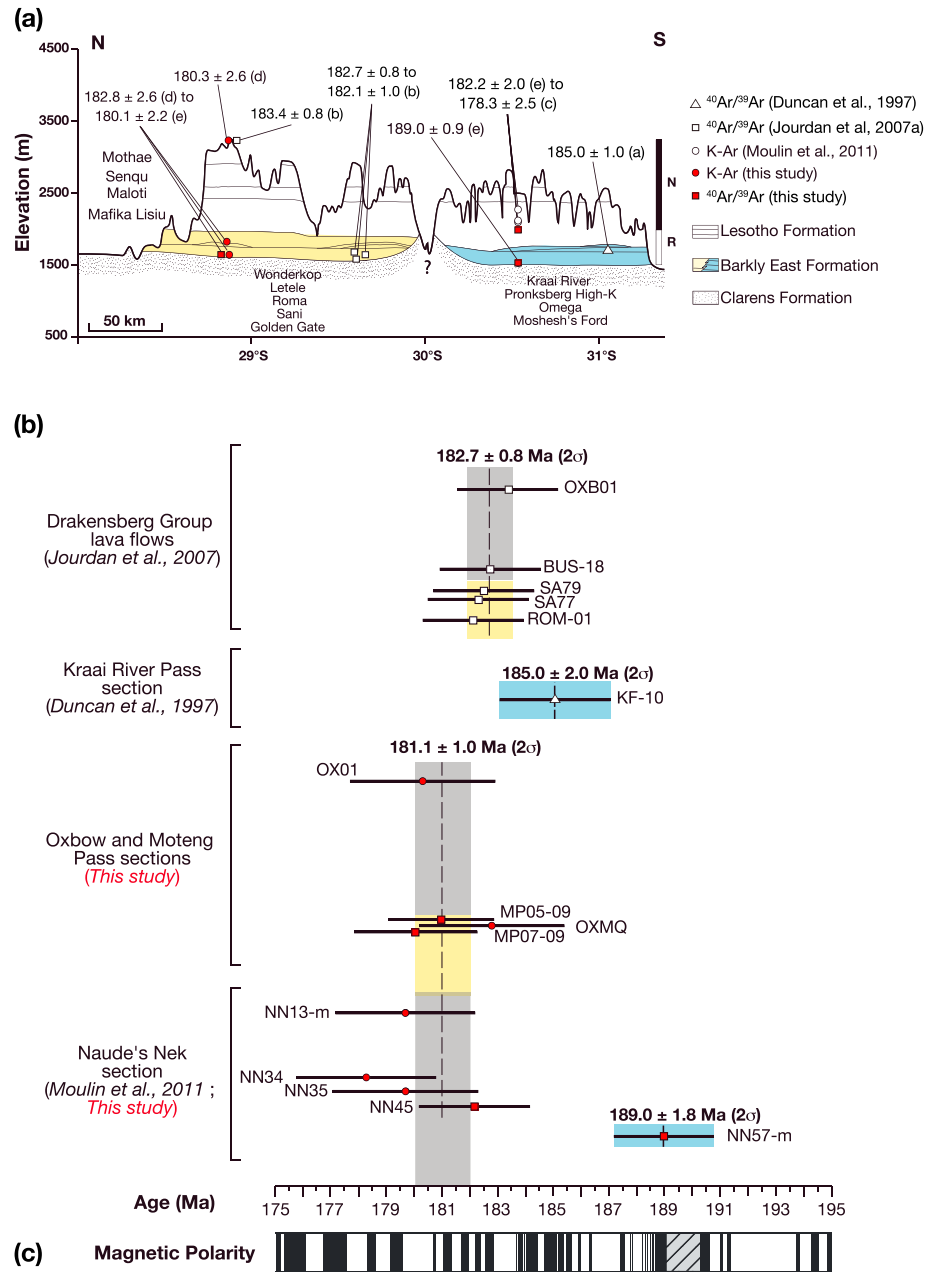 (a)
N
S
4500
3500
2500
1500
500
Elevation (m)
180.3 ± 2.6 (d)
182.8 ± 2.6 (d) to
180.1 ± 2.2 (e)
183.4 ± 0.8 (b)
182.7 ± 0.8 to
182.1 ± 1.0 (b)
182.2 ± 2.0 (e) to
178.3 ± 2.5 (c)
189.0 ± 0.9 (e)
185.0 ± 1.0 (a)
Mothae
Senqu
Maloti
Mafika Lisiu
Wonderkop
Letele
Roma
Sani
Golden Gate
?
Kraai River
Pronksberg High-K
Omega
Moshesh's Ford
50 km
29°S
30°S
31°S
N
R
40Ar/39Ar (Duncan et al., 1997)
40Ar/39Ar (Jourdan et al, 2007a)
K-Ar (Moulin et al., 2011)
K-Ar (this study)
40Ar/39Ar (this study)
Lesotho Formation
Barkly East Formation
Clarens Formation
(b)
Drakensberg Group
lava flows
(Jourdan et al., 2007)
182.7 ± 0.8 Ma (2σ)
OXB01
BUS-18
SA79
SA77
ROM-01
Kraai River Pass
section
(Duncan et al., 1997)
185.0 ± 2.0 Ma (2σ)
KF-10
Oxbow and Moteng
Pass sections
(This study)
181.1 ± 1.0 Ma (2σ)
OX01
MP05-09
OXMQ
MP07-09
Naude's Nek
section
(Moulin et al., 2011 ;
This study)
NN13-m
NN34
NN35
NN45
189.0 ± 1.8 Ma (2σ)
NN57-m
Age (Ma)
175 177 179 181 183 185 187 189 191 193 195
(c)
Magnetic Polarity